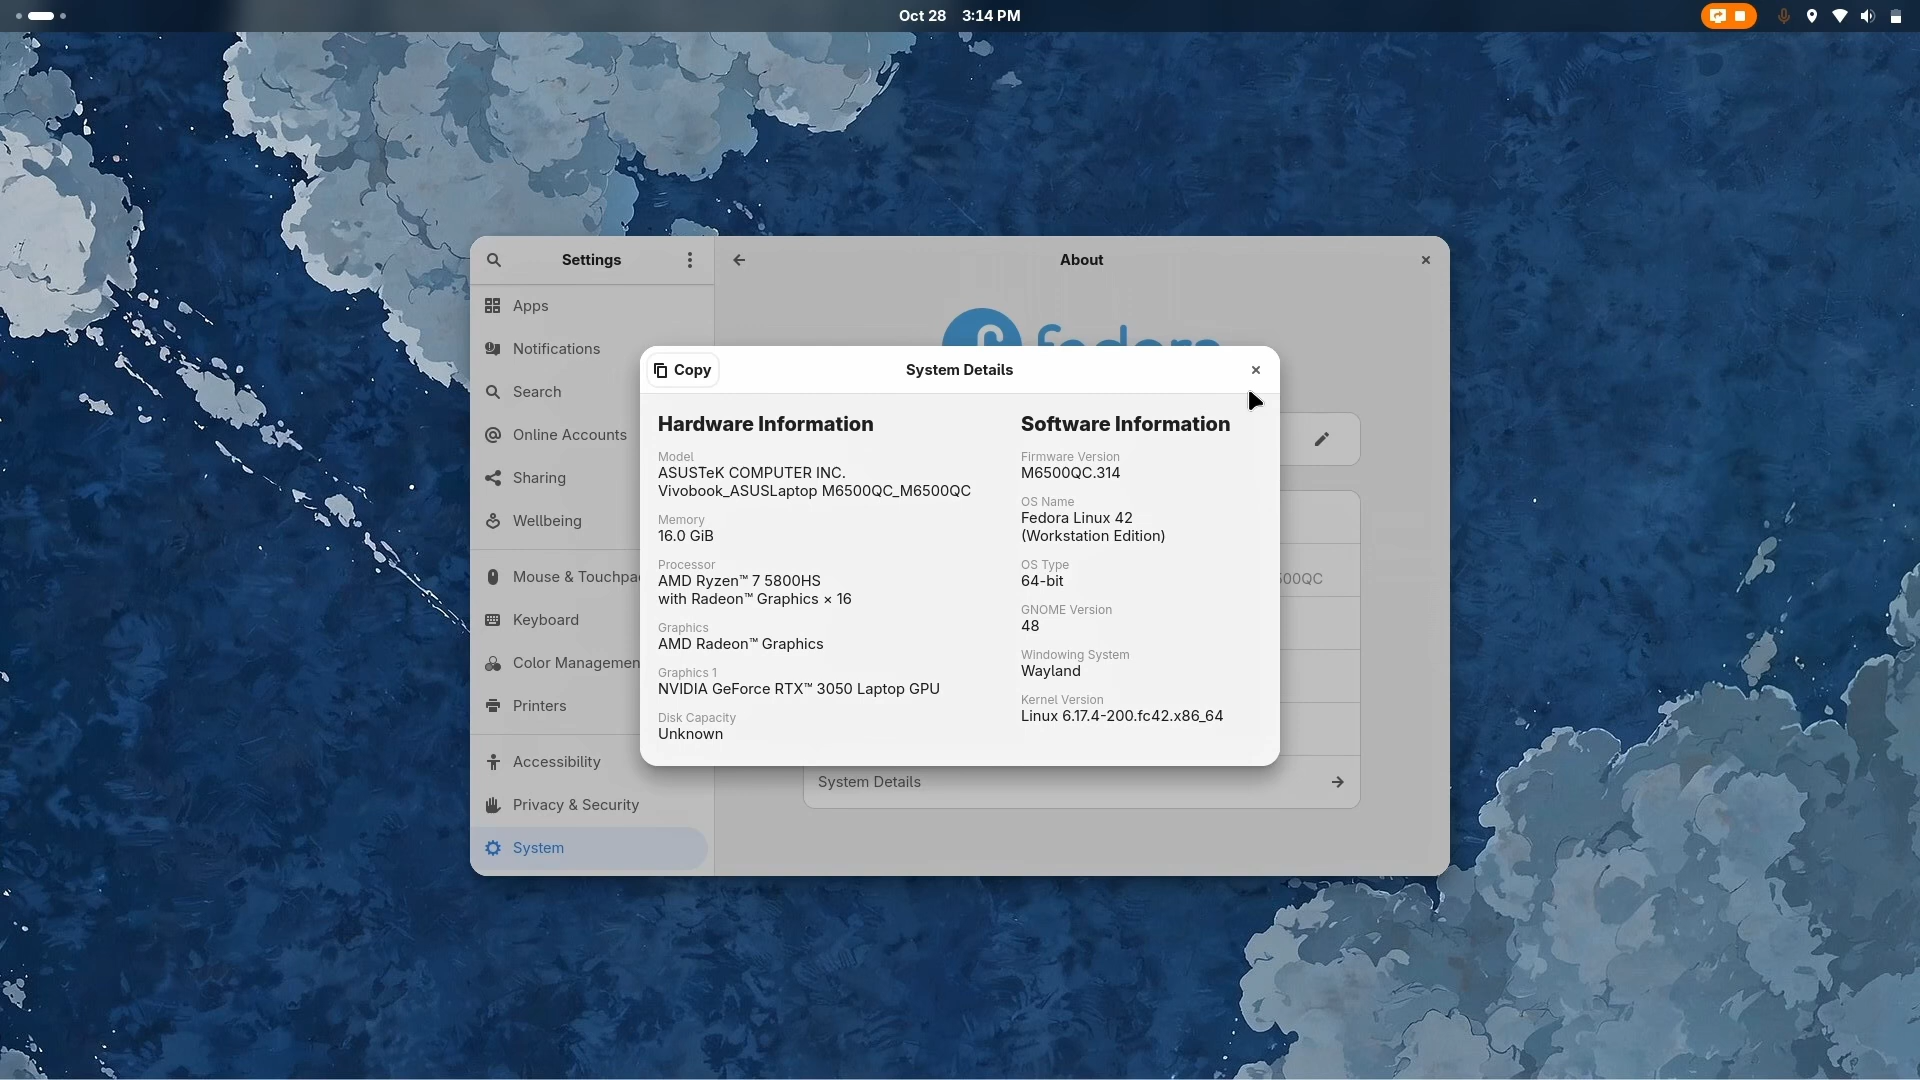 Oct 28 3:14 PM
Settings
About
Apps
Notifications
Search
Online Accounts
Sharing
Wellbeing
Mouse & Touchpa
Keyboard
Color Managemen
Printers
Accessibility
Privacy & Security
System
fedora
500QC
System Details
Copy
System Details
Hardware Information
Model
ASUSTeK COMPUTER INC.
Vivobook_ASUSLaptop M6500QC_M6500QC
Memory
16.0 GiB
Processor
AMD Ryzen™ 7 5800HS
with Radeon™ Graphics × 16
Graphics
AMD Radeon™ Graphics
Graphics 1
NVIDIA GeForce RTX™ 3050 Laptop GPU
Disk Capacity
Unknown
Software Information
Firmware Version
M6500QC.314
OS Name
Fedora Linux 42
(Workstation Edition)
OS Type
64-bit
GNOME Version
48
Windowing System
Wayland
Kernel Version
Linux 6.17.4-200.fc42.x86_64